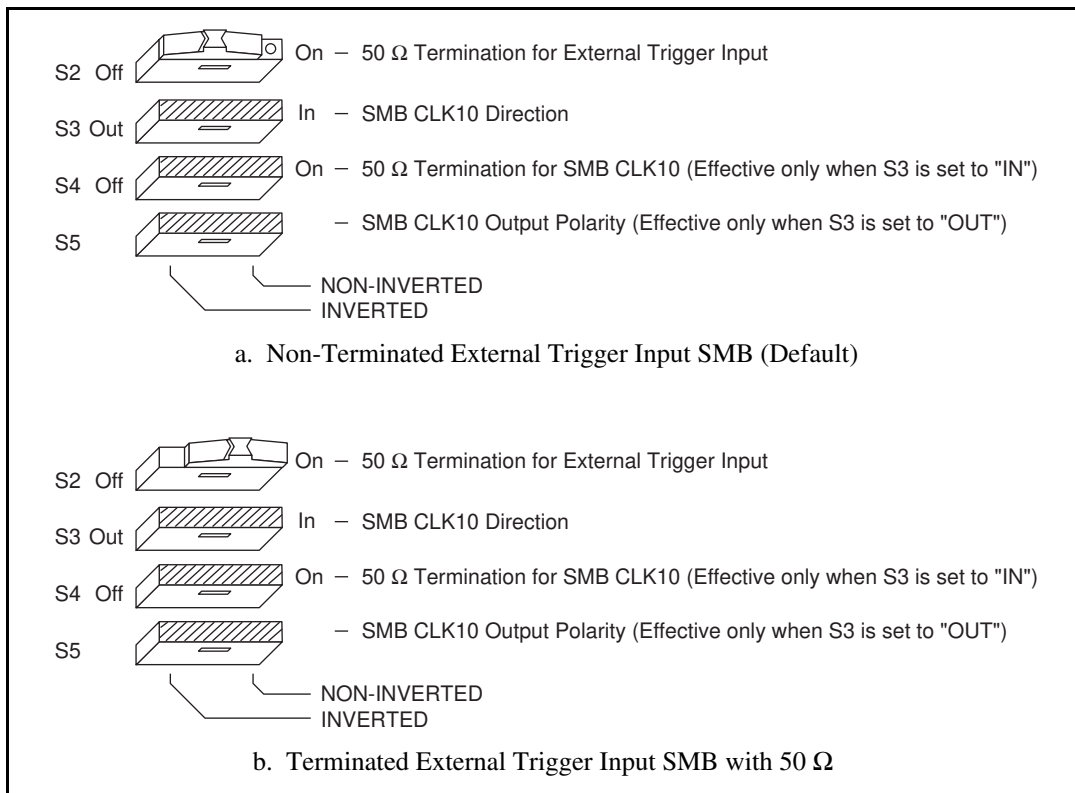 On – 50 Ω Termination for External Trigger Input
S2 Off
In – SMB CLK10 Direction
S3 Out
On – 50 Ω Termination for SMB CLK10 (Effective only when S3 is set to "IN")
S4 Off
– SMB CLK10 Output Polarity (Effective only when S3 is set to "OUT")
S5
NON-INVERTED
INVERTED
a. Non-Terminated External Trigger Input SMB (Default)
On – 50 Ω Termination for External Trigger Input
S2 Off
In – SMB CLK10 Direction
S3 Out
On – 50 Ω Termination for SMB CLK10 (Effective only when S3 is set to "IN")
S4 Off
– SMB CLK10 Output Polarity (Effective only when S3 is set to "OUT")
S5
NON-INVERTED
INVERTED
b. Terminated External Trigger Input SMB with 50 Ω